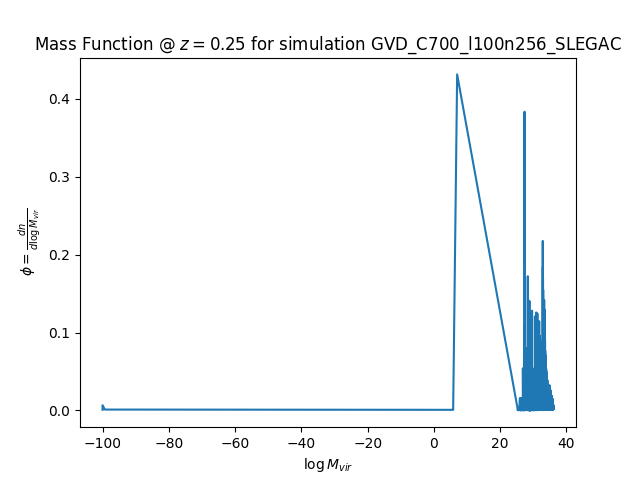 Mass Function @ z = 0.25 for simulation GVD_C700_l100n256_SLEGAC
ϕ = dn / dlog M_vir
0.4
0.3
0.2
0.1
0.0
−100 −80 −60 −40 −20 0 20 40
log M_vir